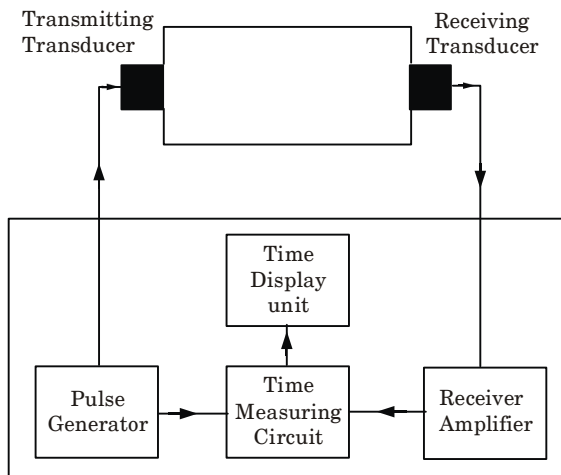 Transmitting
Transducer
Receiving
Transducer
Time
Display
unit
Pulse
Generator
Time
Measuring
Circuit
Receiver
Amplifier